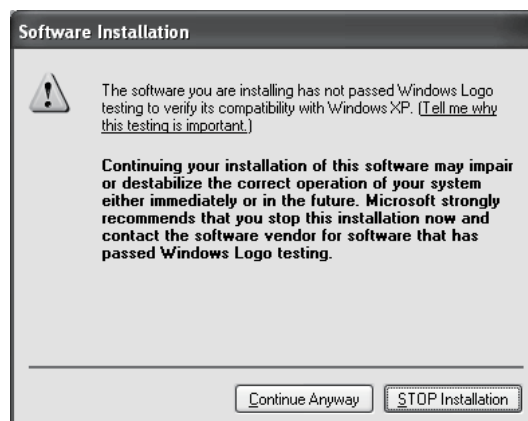 Software Installation
The software you are installing has not passed Windows Logo
testing to verify its compatibility with Windows XP. (Tell me why
this testing is important.)
Continuing your installation of this software may impair
or destabilize the correct operation of your system
either immediately or in the future. Microsoft strongly
recommends that you stop this installation now and
contact the software vendor for software that has
passed Windows Logo testing.
Continue Anyway
STOP Installation